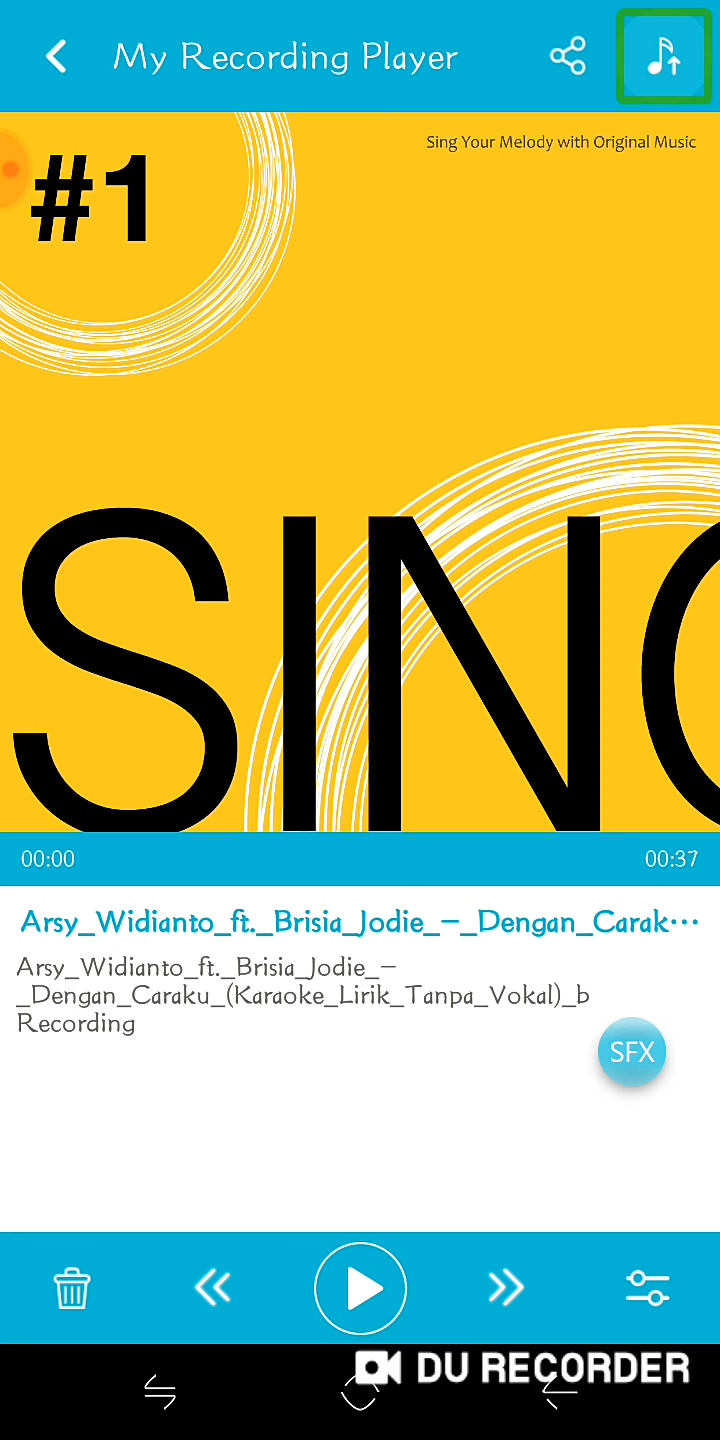 My Recording Player
Sing Your Melody with Original Music
#1
SING
00:00
00:37
Arsy_Widianto_ft._Brisia_Jodie_–_Dengan_Carak···
Arsy_Widianto_ft._Brisia_Jodie_–
_Dengan_Caraku_(Karaoke_Lirik_Tanpa_Vokal)_b
Recording
SFX
DU RECORDER